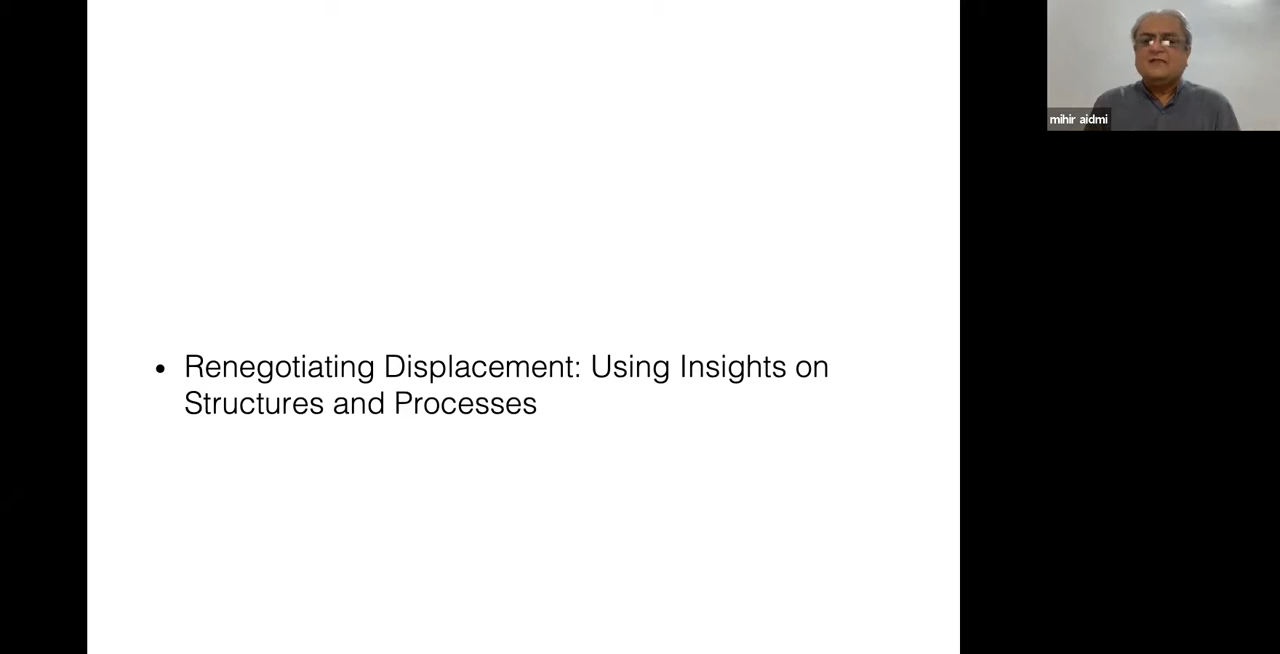 mihir aidmi
• Renegotiating Displacement: Using Insights on
Structures and Processes